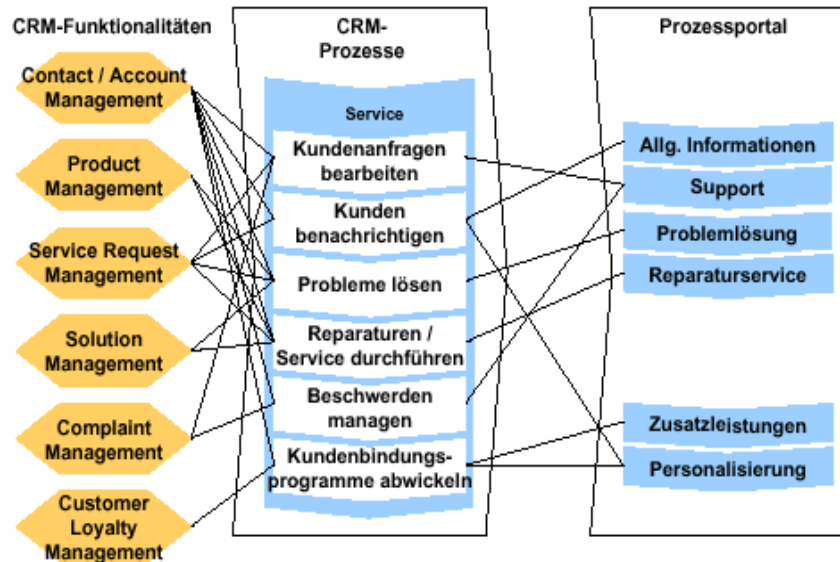 CRM-Funktionalitäten
Contact / Account
Management
Product
Management
Service Request
Management
Solution
Management
Complaint
Management
Customer
Loyalty
Management
CRM-
Prozesse
Service
Kundenanfragen
bearbeiten
Kunden
benachrichtigen
Probleme lösen
Reparaturen /
Service durchführen
Beschwerden
managen
Kundenbindungs-
programme abwickeln
Prozessportal
Allg. Informationen
Support
Problemlösung
Reparaturservice
Zusatzleistungen
Personalisierung